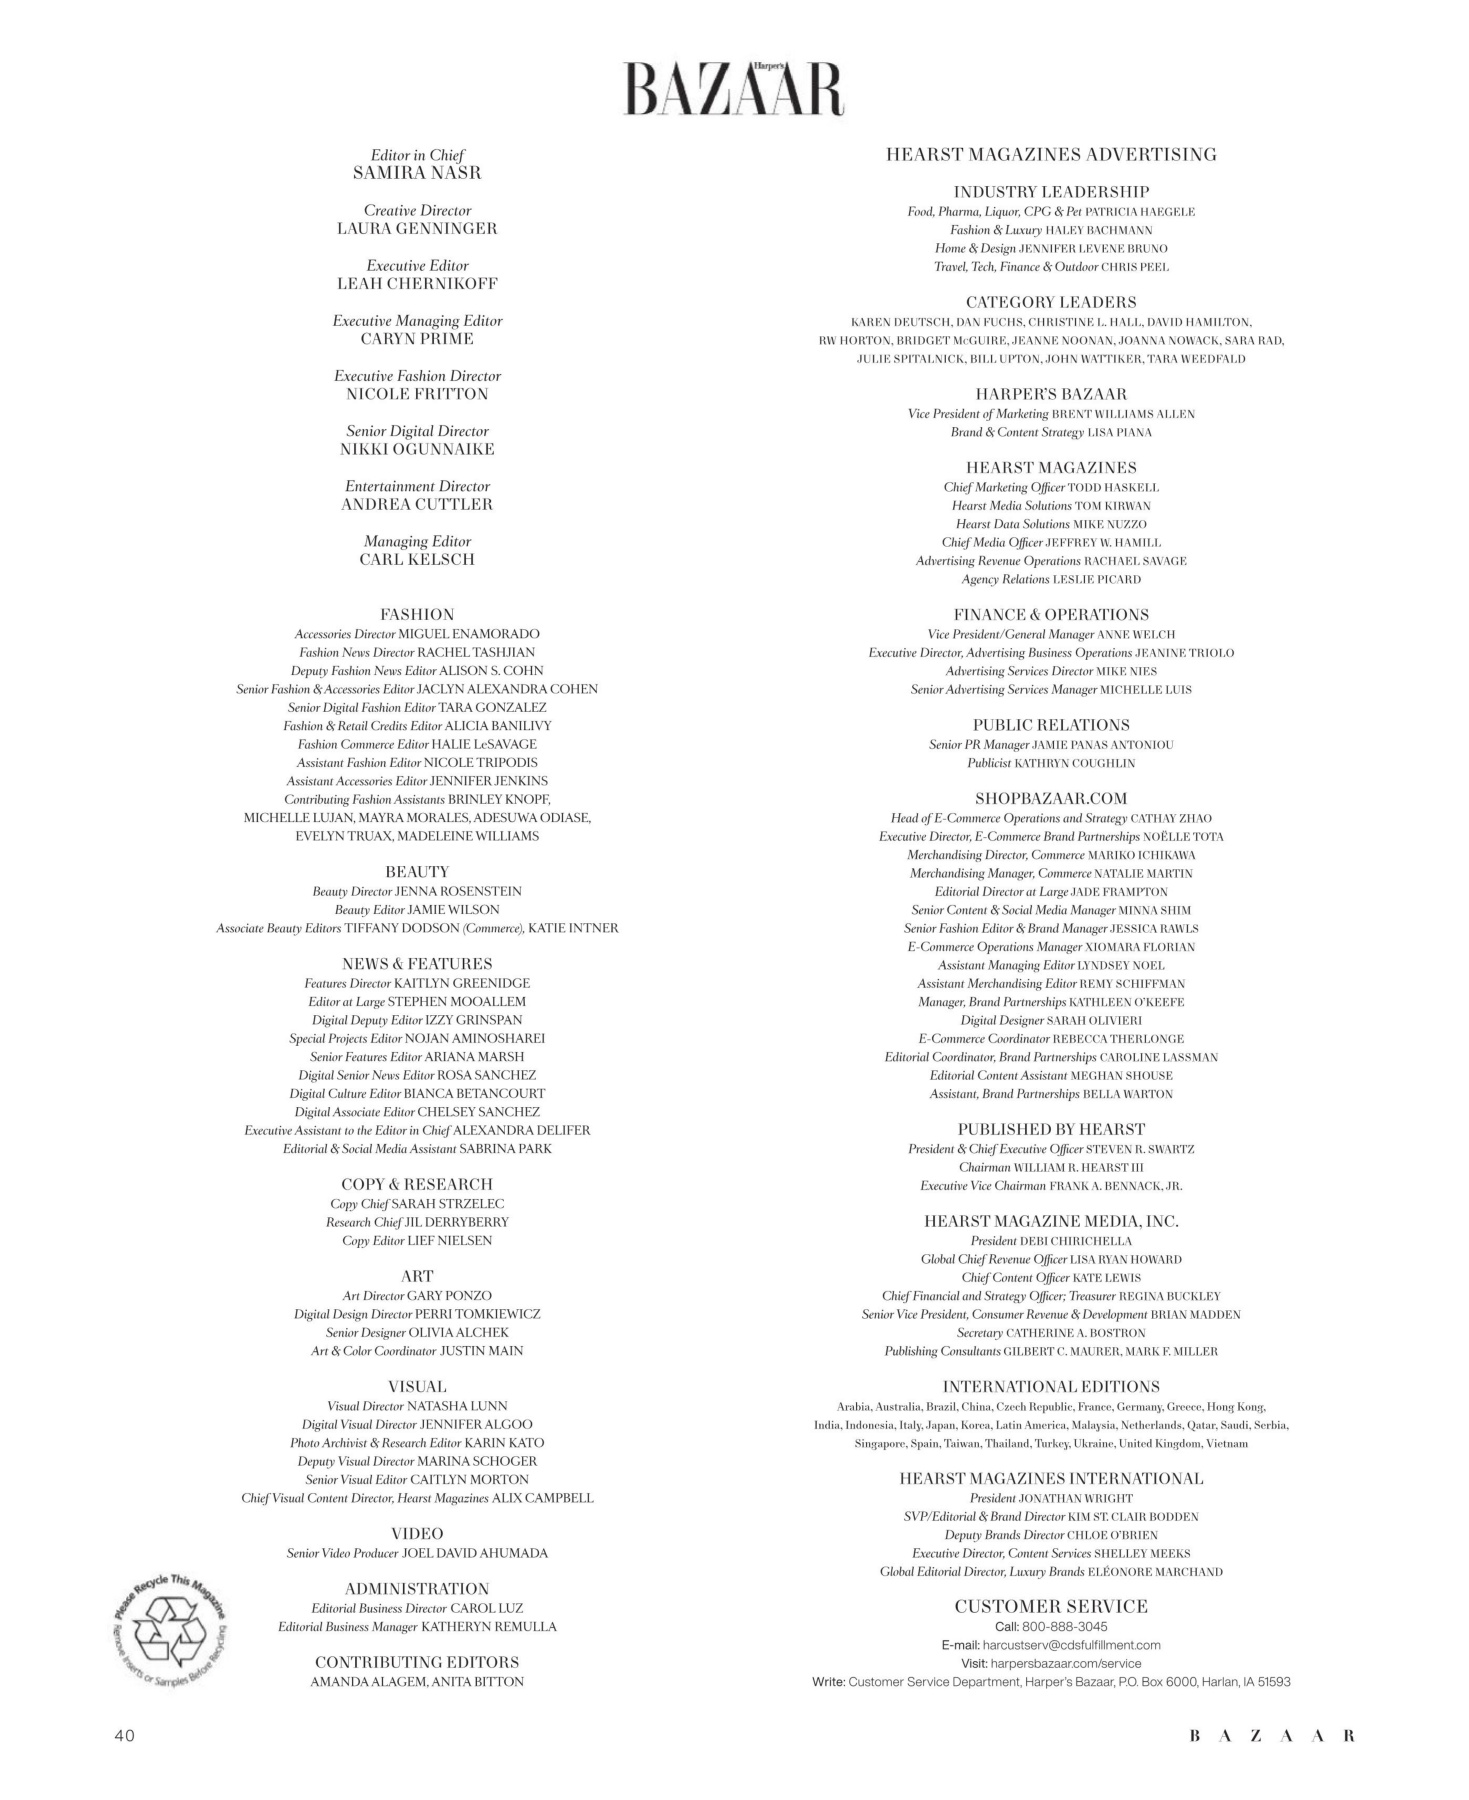 Harper's
BAZAAR
Editor in Chief
SAMIRA NASR
Creative Director
LAURA GENNINGER
Executive Editor
LEAH CHERNIKOFF
Executive Managing Editor
CARYN PRIME
Executive Fashion Director
NICOLE FRITTON
Senior Digital Director
NIKKI OGUNNAIKE
Entertainment Director
ANDREA CUTTLER
Managing Editor
CARL KELSCH
FASHION
Accessories Director MIGUEL ENAMORADO
Fashion News Director RACHEL TASHJIAN
Deputy Fashion News Editor ALISON S. COHN
Senior Fashion & Accessories Editor JACLYN ALEXANDRA COHEN
Senior Digital Fashion Editor TARA GONZALEZ
Fashion & Retail Credits Editor ALICIA BANILIVY
Fashion Commerce Editor HALIE LeSAVAGE
Assistant Fashion Editor NICOLE TRIPODIS
Assistant Accessories Editor JENNIFER JENKINS
Contributing Fashion Assistants BRINLEY KNOPF,
MICHELLE LUJAN, MAYRA MORALES, ADESUWA ODIASE,
EVELYN TRUAX, MADELEINE WILLIAMS
BEAUTY
Beauty Director JENNA ROSENSTEIN
Beauty Editor JAMIE WILSON
Associate Beauty Editors TIFFANY DODSON (Commerce), KATIE INTNER
NEWS & FEATURES
Features Director KAITLYN GREENIDGE
Editor at Large STEPHEN MOOALLEM
Digital Deputy Editor IZZY GRINSPAN
Special Projects Editor NOJAN AMINOSHAREI
Senior Features Editor ARIANA MARSH
Digital Senior News Editor ROSA SANCHEZ
Digital Culture Editor BIANCA BETANCOURT
Digital Associate Editor CHELSEY SANCHEZ
Executive Assistant to the Editor in Chief ALEXANDRA DELIFER
Editorial & Social Media Assistant SABRINA PARK
COPY & RESEARCH
Copy Chief SARAH STRZELEC
Research Chief JIL DERRYBERRY
Copy Editor LIEF NIELSEN
ART
Art Director GARY PONZO
Digital Design Director PERRI TOMKIEWICZ
Senior Designer OLIVIA ALCHEK
Art & Color Coordinator JUSTIN MAIN
VISUAL
Visual Director NATASHA LUNN
Digital Visual Director JENNIFER ALGOO
Photo Archivist & Research Editor KARIN KATO
Deputy Visual Director MARINA SCHOGER
Senior Visual Editor CAITLYN MORTON
Chief Visual Content Director, Hearst Magazines ALIX CAMPBELL
VIDEO
Senior Video Producer JOEL DAVID AHUMADA
ADMINISTRATION
Editorial Business Director CAROL LUZ
Editorial Business Manager KATHERYN REMULLA
CONTRIBUTING EDITORS
AMANDA ALAGEM, ANITA BITTON
Please Recycle This Magazine
Remove Inserts or Samples Before Recycling
HEARST MAGAZINES ADVERTISING
INDUSTRY LEADERSHIP
Food, Pharma, Liquor, CPG & Pet PATRICIA HAEGELE
Fashion & Luxury HALEY BACHMANN
Home & Design JENNIFER LEVENE BRUNO
Travel, Tech, Finance & Outdoor CHRIS PEEL
CATEGORY LEADERS
KAREN DEUTSCH, DAN FUCHS, CHRISTINE L. HALL, DAVID HAMILTON,
RW HORTON, BRIDGET McGUIRE, JEANNE NOONAN, JOANNA NOWACK, SARA RAD,
JULIE SPITALNICK, BILL UPTON, JOHN WATTIKER, TARA WEEDFALD
HARPER'S BAZAAR
Vice President of Marketing BRENT WILLIAMS ALLEN
Brand & Content Strategy LISA PIANA
HEARST MAGAZINES
Chief Marketing Officer TODD HASKELL
Hearst Media Solutions TOM KIRWAN
Hearst Data Solutions MIKE NUZZO
Chief Media Officer JEFFREY W. HAMILL
Advertising Revenue Operations RACHAEL SAVAGE
Agency Relations LESLIE PICARD
FINANCE & OPERATIONS
Vice President/General Manager ANNE WELCH
Executive Director, Advertising Business Operations JEANINE TRIOLO
Advertising Services Director MIKE NIES
Senior Advertising Services Manager MICHELLE LUIS
PUBLIC RELATIONS
Senior PR Manager JAMIE PANAS ANTONIOU
Publicist KATHRYN COUGHLIN
SHOPBAZAAR.COM
Head of E-Commerce Operations and Strategy CATHAY ZHAO
Executive Director, E-Commerce Brand Partnerships NOËLLE TOTA
Merchandising Director, Commerce MARIKO ICHIKAWA
Merchandising Manager, Commerce NATALIE MARTIN
Editorial Director at Large JADE FRAMPTON
Senior Content & Social Media Manager MINNA SHIM
Senior Fashion Editor & Brand Manager JESSICA RAWLS
E-Commerce Operations Manager XIOMARA FLORIAN
Assistant Managing Editor LYNDSEY NOEL
Assistant Merchandising Editor REMY SCHIFFMAN
Manager, Brand Partnerships KATHLEEN O'KEEFE
Digital Designer SARAH OLIVIERI
E-Commerce Coordinator REBECCA THERLONGE
Editorial Coordinator, Brand Partnerships CAROLINE LASSMAN
Editorial Content Assistant MEGHAN SHOUSE
Assistant, Brand Partnerships BELLA WARTON
PUBLISHED BY HEARST
President & Chief Executive Officer STEVEN R. SWARTZ
Chairman WILLIAM R. HEARST III
Executive Vice Chairman FRANK A. BENNACK, JR.
HEARST MAGAZINE MEDIA, INC.
President DEBI CHIRICHELLA
Global Chief Revenue Officer LISA RYAN HOWARD
Chief Content Officer KATE LEWIS
Chief Financial and Strategy Officer; Treasurer REGINA BUCKLEY
Senior Vice President, Consumer Revenue & Development BRIAN MADDEN
Secretary CATHERINE A. BOSTRON
Publishing Consultants GILBERT C. MAURER, MARK F. MILLER
INTERNATIONAL EDITIONS
Arabia, Australia, Brazil, China, Czech Republic, France, Germany, Greece, Hong Kong,
India, Indonesia, Italy, Japan, Korea, Latin America, Malaysia, Netherlands, Qatar, Saudi, Serbia,
Singapore, Spain, Taiwan, Thailand, Turkey, Ukraine, United Kingdom, Vietnam
HEARST MAGAZINES INTERNATIONAL
President JONATHAN WRIGHT
SVP/Editorial & Brand Director KIM ST. CLAIR BODDEN
Deputy Brands Director CHLOE O'BRIEN
Executive Director, Content Services SHELLEY MEEKS
Global Editorial Director, Luxury Brands ELÉONORE MARCHAND
CUSTOMER SERVICE
Call: 800-888-3045
E-mail: harcustserv@cdsfulfillment.com
Visit: harpersbazaar.com/service
Write: Customer Service Department, Harper's Bazaar, P.O. Box 6000, Harlan, IA 51593
40
BAZAAR